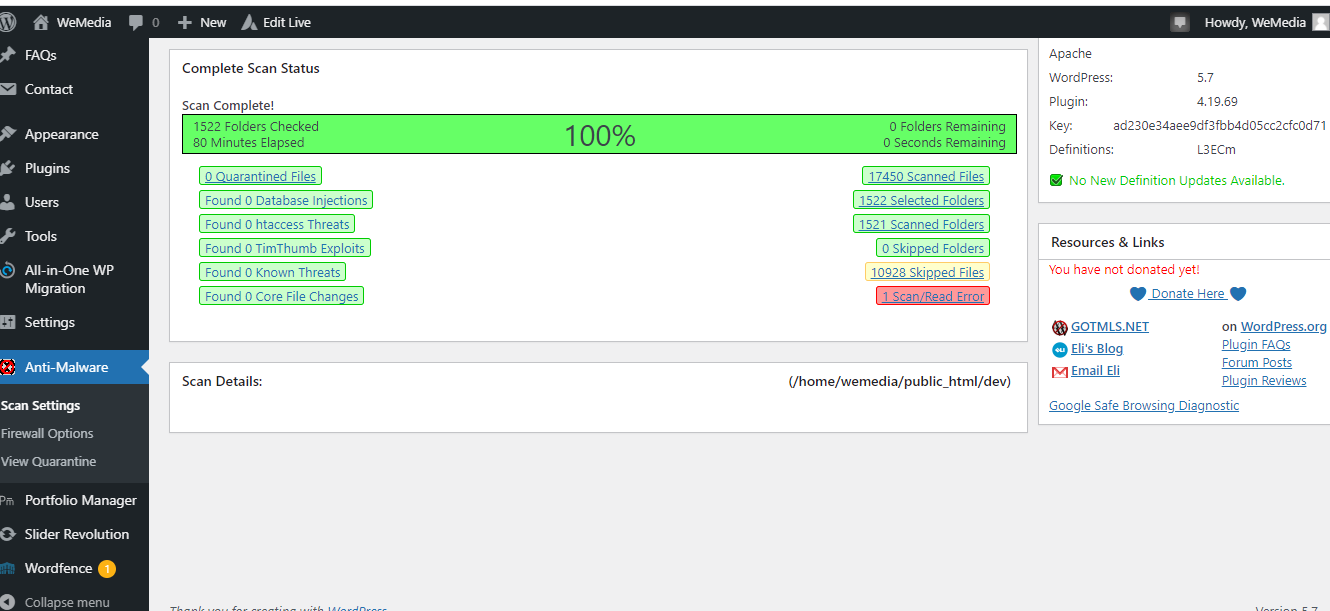 WeMedia 0 New Edit Live Howdy, WeMedia
FAQs
Contact
Appearance
Plugins
Users
Tools
All-in-One WP
Migration
Settings
Anti-Malware
Scan Settings
Firewall Options
View Quarantine
Portfolio Manager
Slider Revolution
Wordfence 1
Collapse menu
Complete Scan Status
Scan Complete!
1522 Folders Checked
80 Minutes Elapsed
100%
0 Folders Remaining
0 Seconds Remaining
0 Quarantined Files
Found 0 Database Injections
Found 0 htaccess Threats
Found 0 TimThumb Exploits
Found 0 Known Threats
Found 0 Core File Changes
17450 Scanned Files
1522 Selected Folders
1521 Scanned Folders
0 Skipped Folders
10928 Skipped Files
1 Scan/Read Error
Scan Details: (/home/wemedia/public_html/dev)
Thank you for creating with WordPress
Apache
WordPress: 5.7
Plugin: 4.19.69
Key: ad230e34aee9df3fbb4d05cc2cfc0d71
Definitions: L3ECm
No New Definition Updates Available.
Resources & Links
You have not donated yet!
Donate Here
GOTMLS.NET
Eli's Blog
Email Eli
on WordPress.org
Plugin FAQs
Forum Posts
Plugin Reviews
Google Safe Browsing Diagnostic
Version 5.7